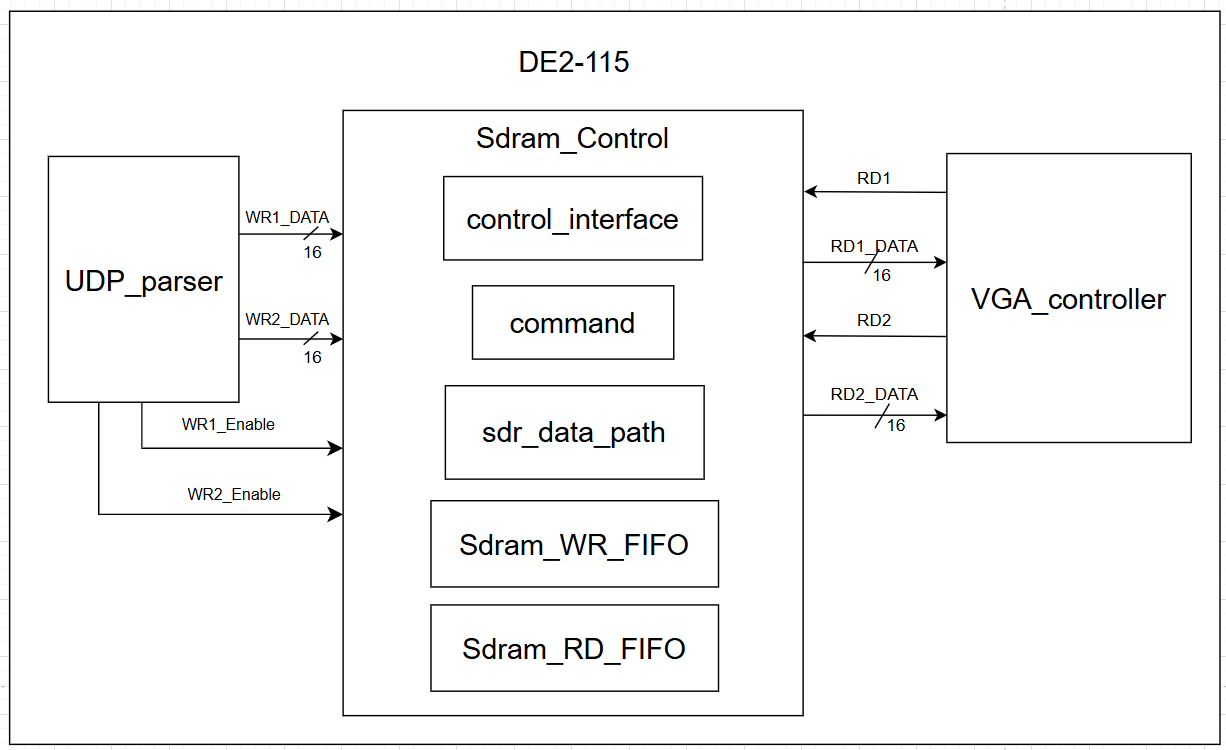 DE2-115
Sdram_Control
UDP_parser
WR1_DATA
16
WR2_DATA
16
WR1_Enable
WR2_Enable
control_interface
command
sdr_data_path
Sdram_WR_FIFO
Sdram_RD_FIFO
RD1
RD1_DATA
16
RD2
RD2_DATA
16
VGA_controller